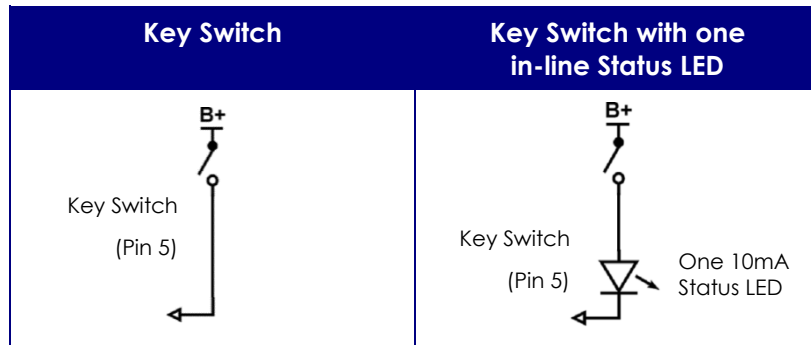 Key Switch
Key Switch with one
in-line Status LED
B+
Key Switch
(Pin 5)
B+
Key Switch
(Pin 5)
One 10mA
Status LED